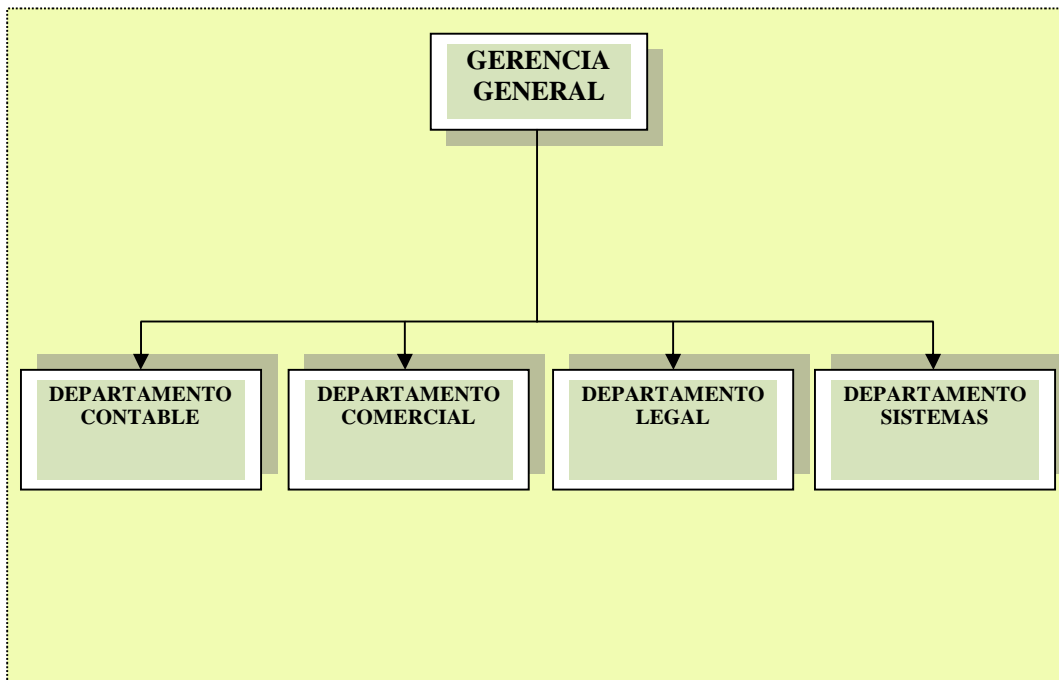 GERENCIA
GENERAL
DEPARTAMENTO
CONTABLE
DEPARTAMENTO
COMERCIAL
DEPARTAMENTO
LEGAL
DEPARTAMENTO
SISTEMAS